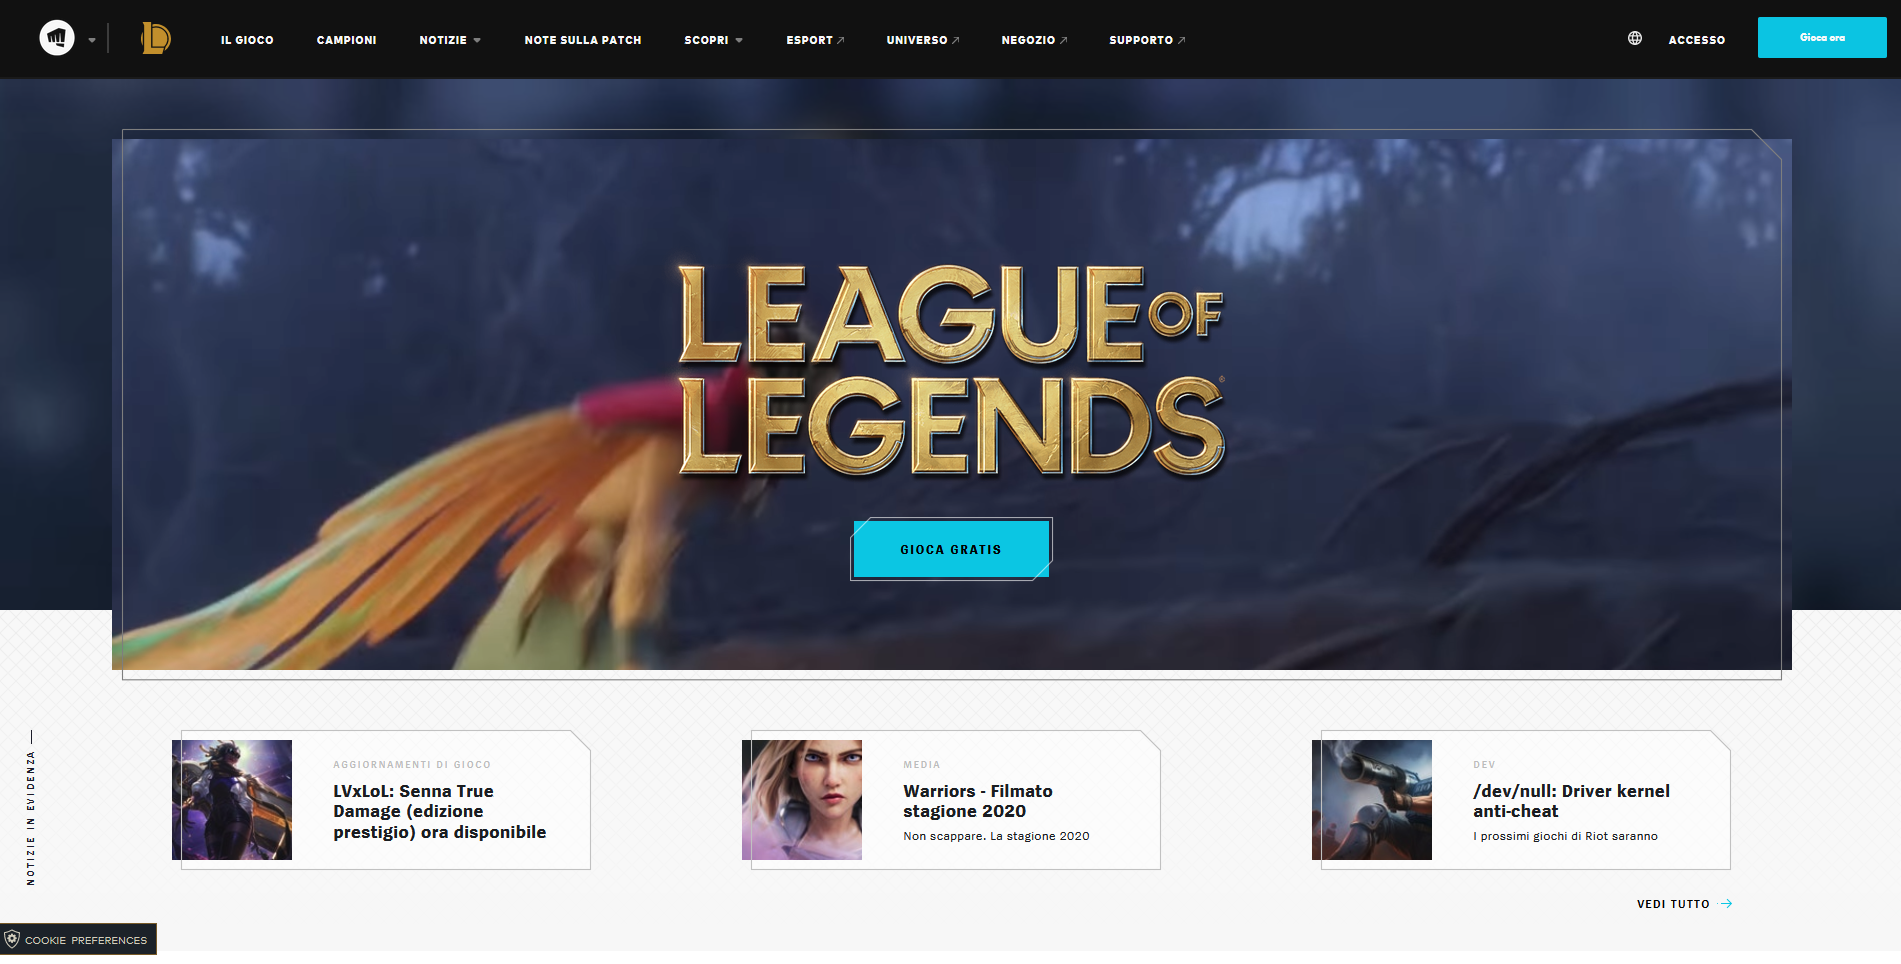 IL GIOCO CAMPIONI NOTIZIE NOTE SULLA PATCH SCOPRI ESPORT UNIVERSO NEGOZIO SUPPORTO ACCESSO Gioca ora
LEAGUE OF
LEGENDS®
GIOCA GRATIS
NOTIZIE IN EVIDENZA
AGGIORNAMENTI DI GIOCO
LVxLoL: Senna True
Damage (edizione
prestigio) ora disponibile
MEDIA
Warriors - Filmato
stagione 2020
Non scappare. La stagione 2020
DEV
/dev/null: Driver kernel
anti-cheat
I prossimi giochi di Riot saranno
VEDI TUTTO
COOKIE PREFERENCES